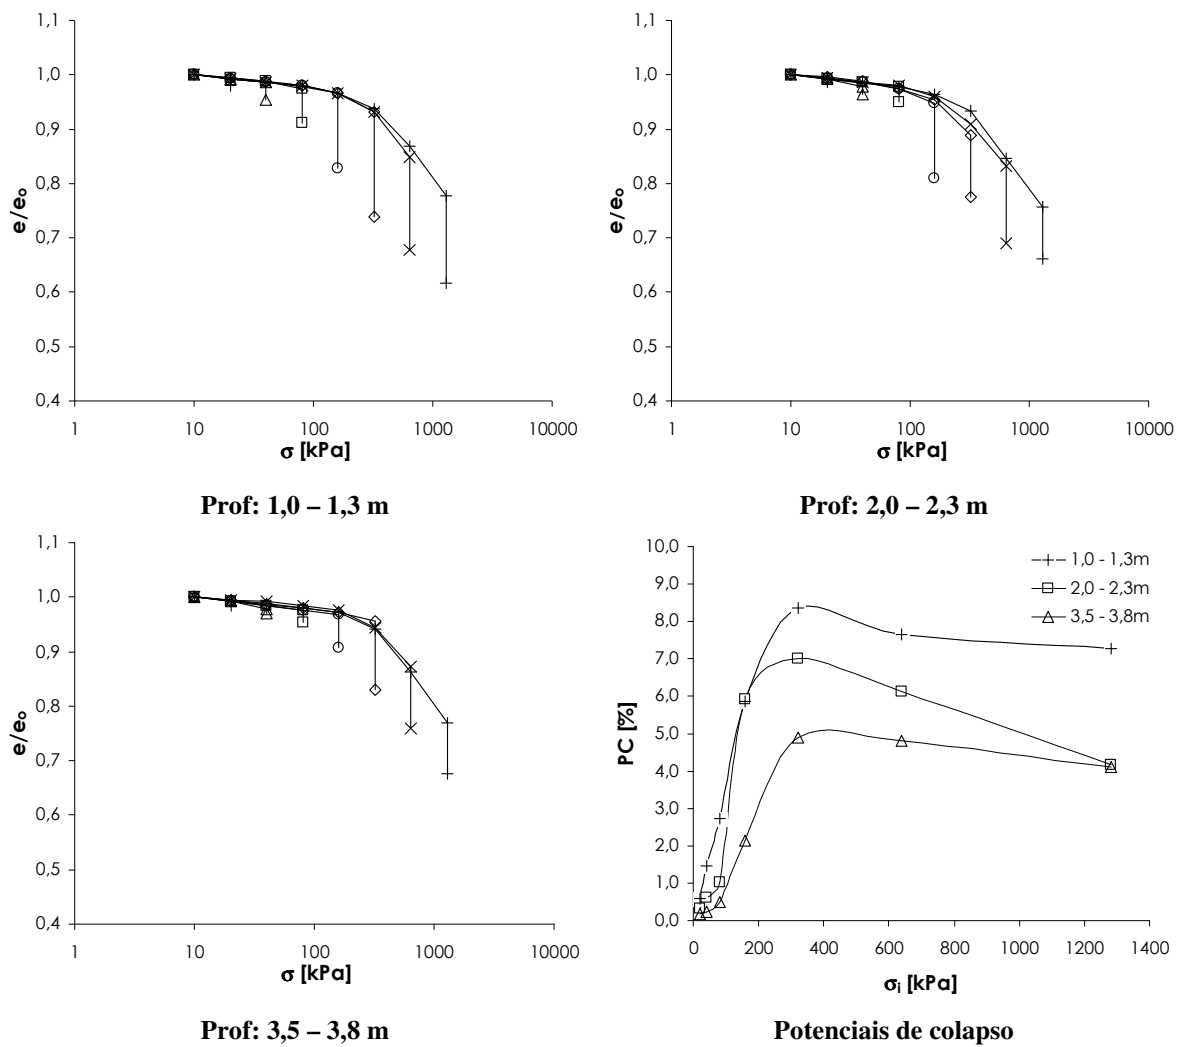 1,1
1,0
0,9
0,8
0,7
0,6
0,5
0,4
e/eo
1 10 100 1000 10000
σ [kPa]
Prof: 1,0 – 1,3 m
1,1
1,0
0,9
0,8
0,7
0,6
0,5
0,4
e/eo
1 10 100 1000 10000
σ [kPa]
Prof: 2,0 – 2,3 m
1,1
1,0
0,9
0,8
0,7
0,6
0,5
0,4
e/eo
1 10 100 1000 10000
σ [kPa]
Prof: 3,5 – 3,8 m
10,0
9,0
8,0
7,0
6,0
5,0
4,0
3,0
2,0
1,0
0,0
PC [%]
1,0 - 1,3m
2,0 - 2,3m
3,5 - 3,8m
0 200 400 600 800 1000 1200 1400
σi [kPa]
Potenciais de colapso